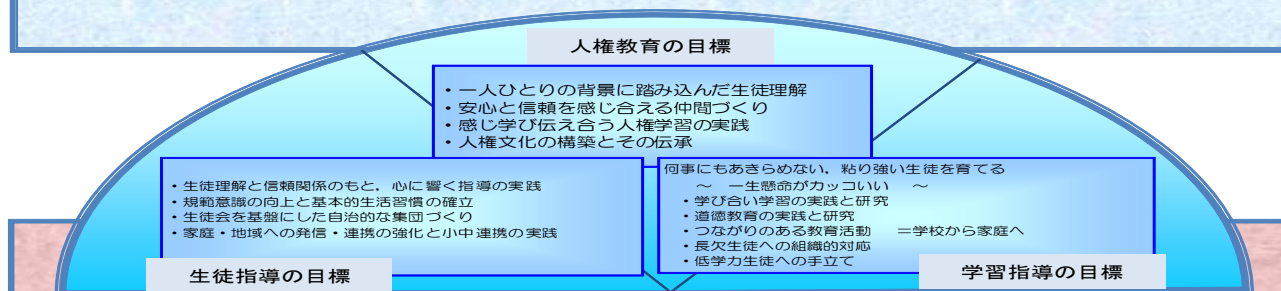 人権教育の目標
・一人ひとりの背景に踏み込んだ生徒理解
・安心と信頼を感じ合える仲間づくり
・感じ学び伝え合う人権学習の実践
・人権文化の構築とその伝承
・生徒理解と信頼関係のもと，心に響く指導の実践
・規範意識の向上と基本的生活習慣の確立
・生徒会を基盤にした自治的な集団づくり
・家庭・地域への発信・連携の強化と小中連携の実践
生徒指導の目標
何事にもあきらめない，粘り強い生徒を育てる
～　一生懸命がカッコいい　～
・学び合い学習の実践と研究
・道徳教育の実践と研究
・つながりのある教育活動　＝学校から家庭へ
・長欠生徒への組織的対応
・低学力生徒への手立て
学習指導の目標